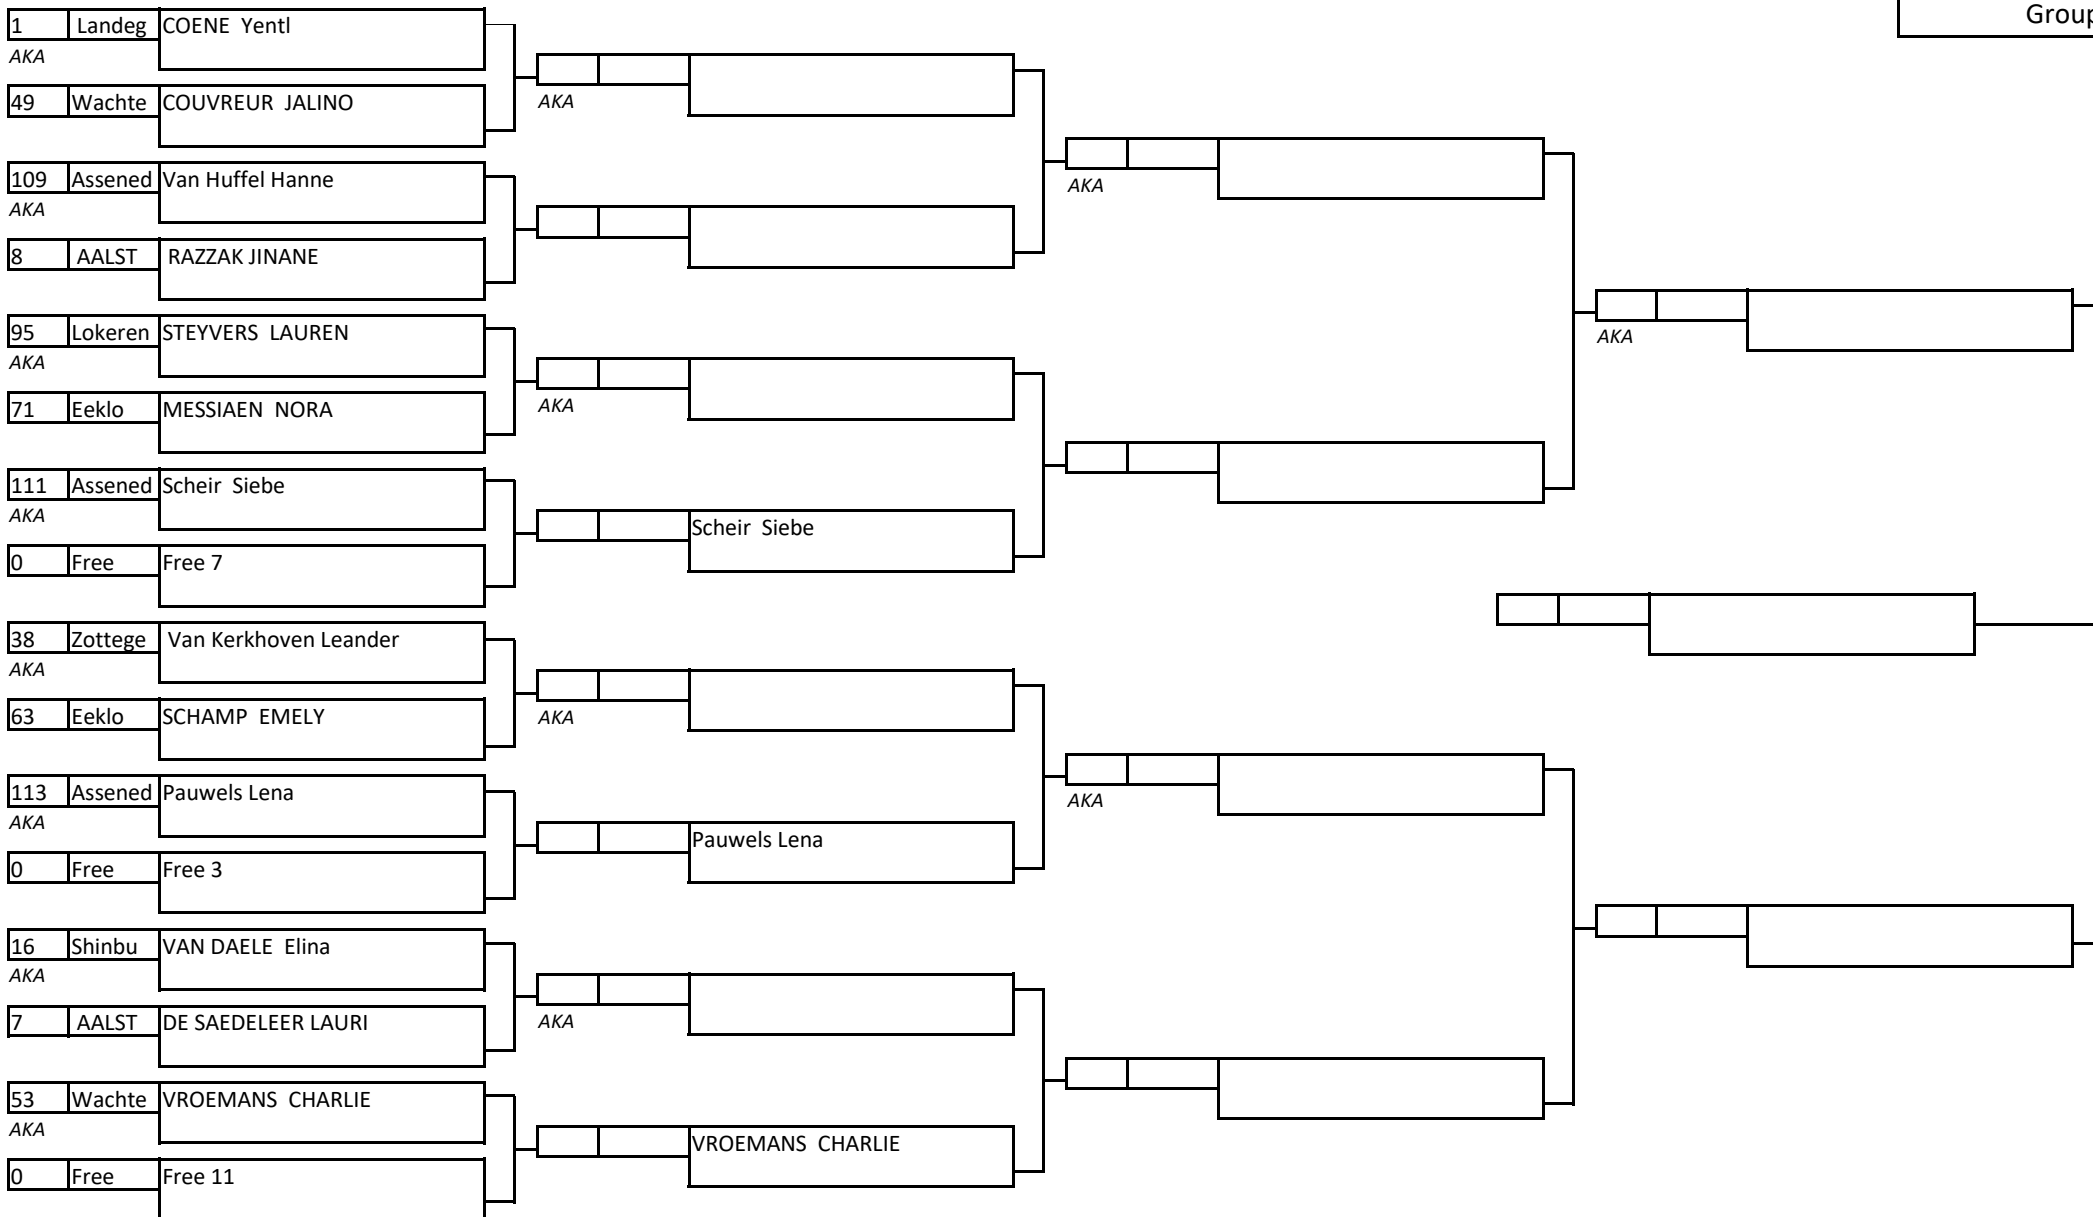 Group
1 Landeg COENE Yentl
AKA
49 Wachte COUVREUR JALINO
AKA
109 Assened Van Huffel Hanne
AKA
AKA
8 AALST RAZZAK JINANE
95 Lokeren STEYVERS LAUREN
AKA
AKA
71 Eeklo MESSIAEN NORA
AKA
111 Assened Scheir Siebe
AKA
Scheir Siebe
0 Free Free 7
38 Zottege Van Kerkhoven Leander
AKA
63 Eeklo SCHAMP EMELY
AKA
113 Assened Pauwels Lena
AKA
AKA
Pauwels Lena
0 Free Free 3
16 Shinbu VAN DAELE Elina
AKA
7 AALST DE SAEDELEER LAURI
AKA
53 Wachte VROEMANS CHARLIE
AKA
VROEMANS CHARLIE
0 Free Free 11